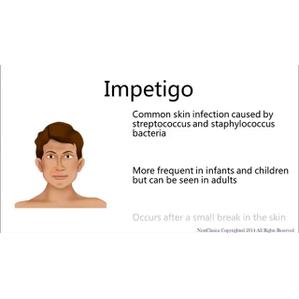 Impetigo
Common skin infection caused by
streptococcus and staphylococcus
bacteria
More frequent in infants and children
but can be seen in adults
Occurs after a small break in the skin
NextClinica Copyrighted 2014 All Rights Reserved